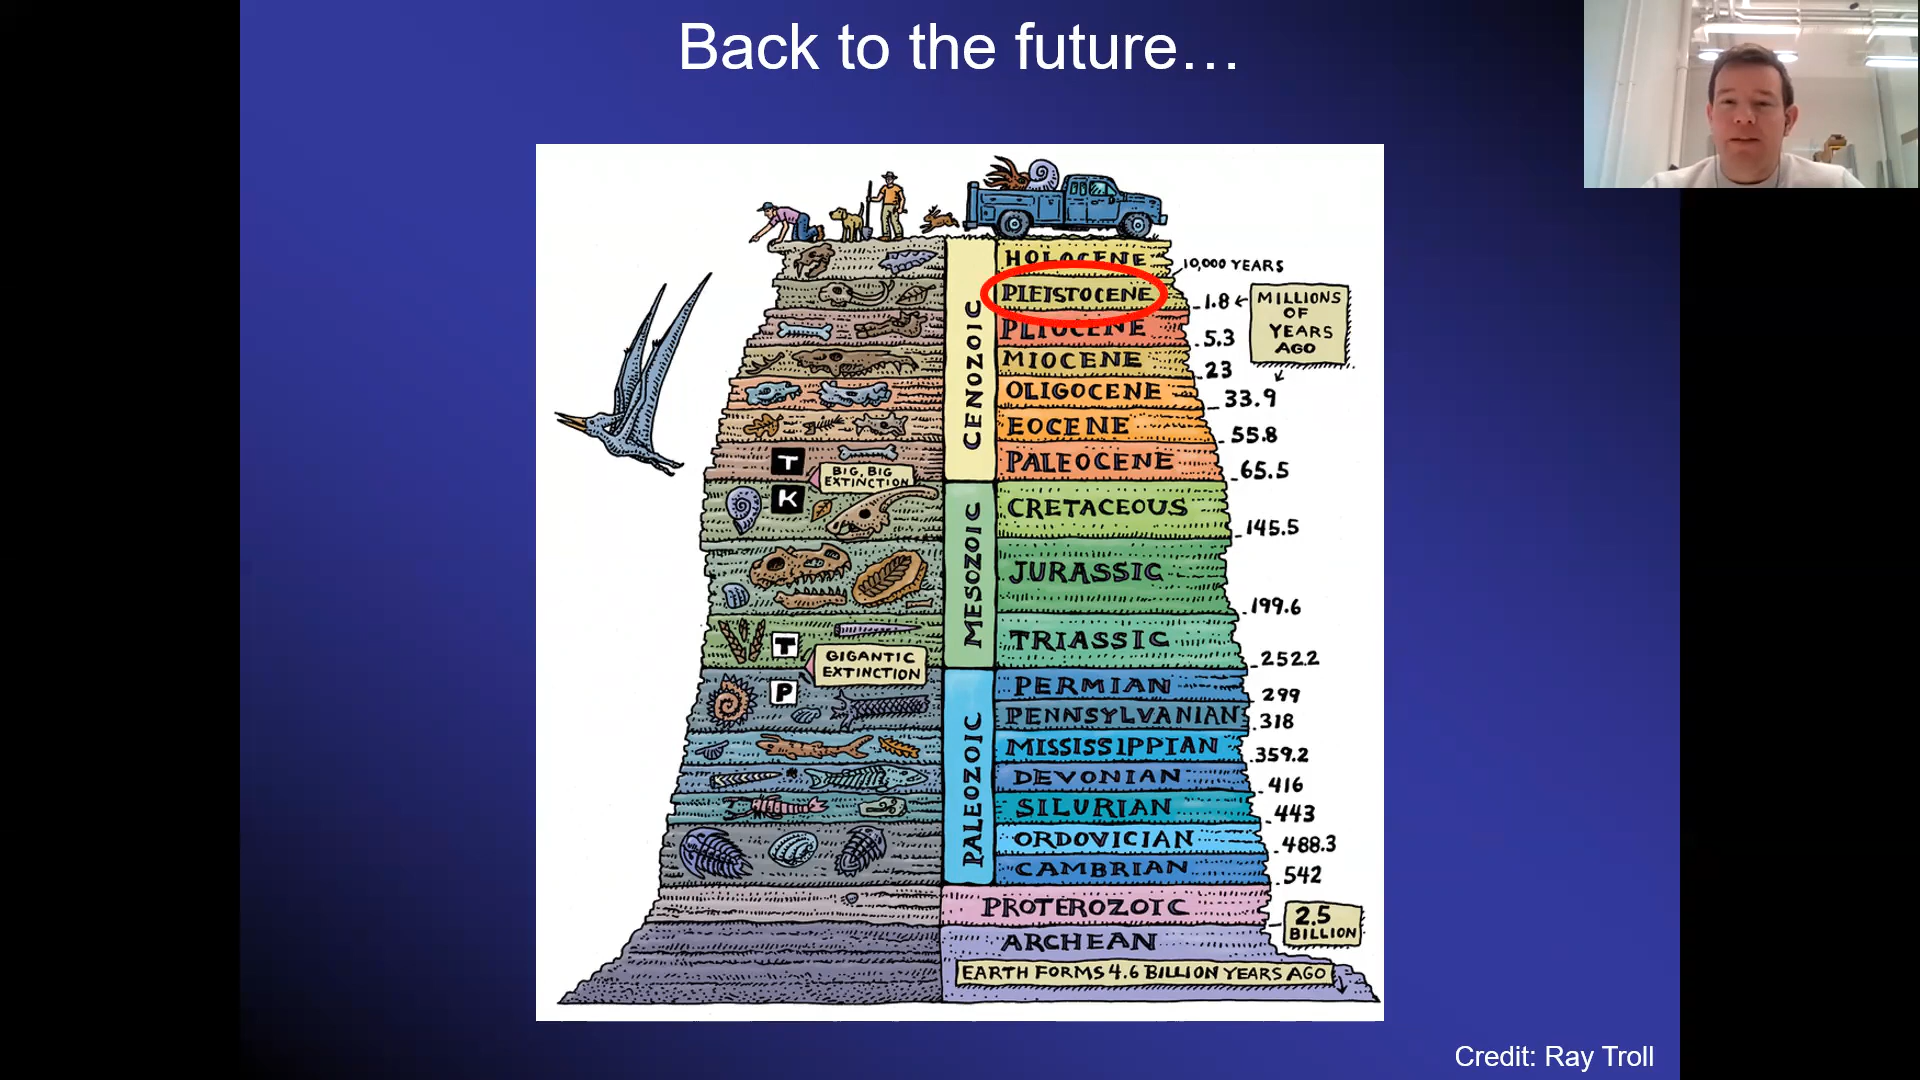 Back to the future…
HOLOCENE
10,000 YEARS
PLEISTOCENE
1.8
MILLIONS
OF
YEARS
AGO
PLIOCENE
5.3
MIOCENE
23
OLIGOCENE
33.9
EOCENE
55.8
PALEOCENE
65.5
CENOZOIC
T
BIG, BIG
EXTINCTION
K
CRETACEOUS
145.5
JURASSIC
199.6
TRIASSIC
252.2
MESOZOIC
T
GIGANTIC
EXTINCTION
P
PERMIAN
299
PENNSYLVANIAN
318
MISSISSIPPIAN
359.2
DEVONIAN
416
SILURIAN
443
ORDOVICIAN
488.3
CAMBRIAN
542
PALEOZOIC
PROTEROZOIC
2.5
BILLION
ARCHEAN
EARTH FORMS 4.6 BILLION YEARS AGO
Credit: Ray Troll